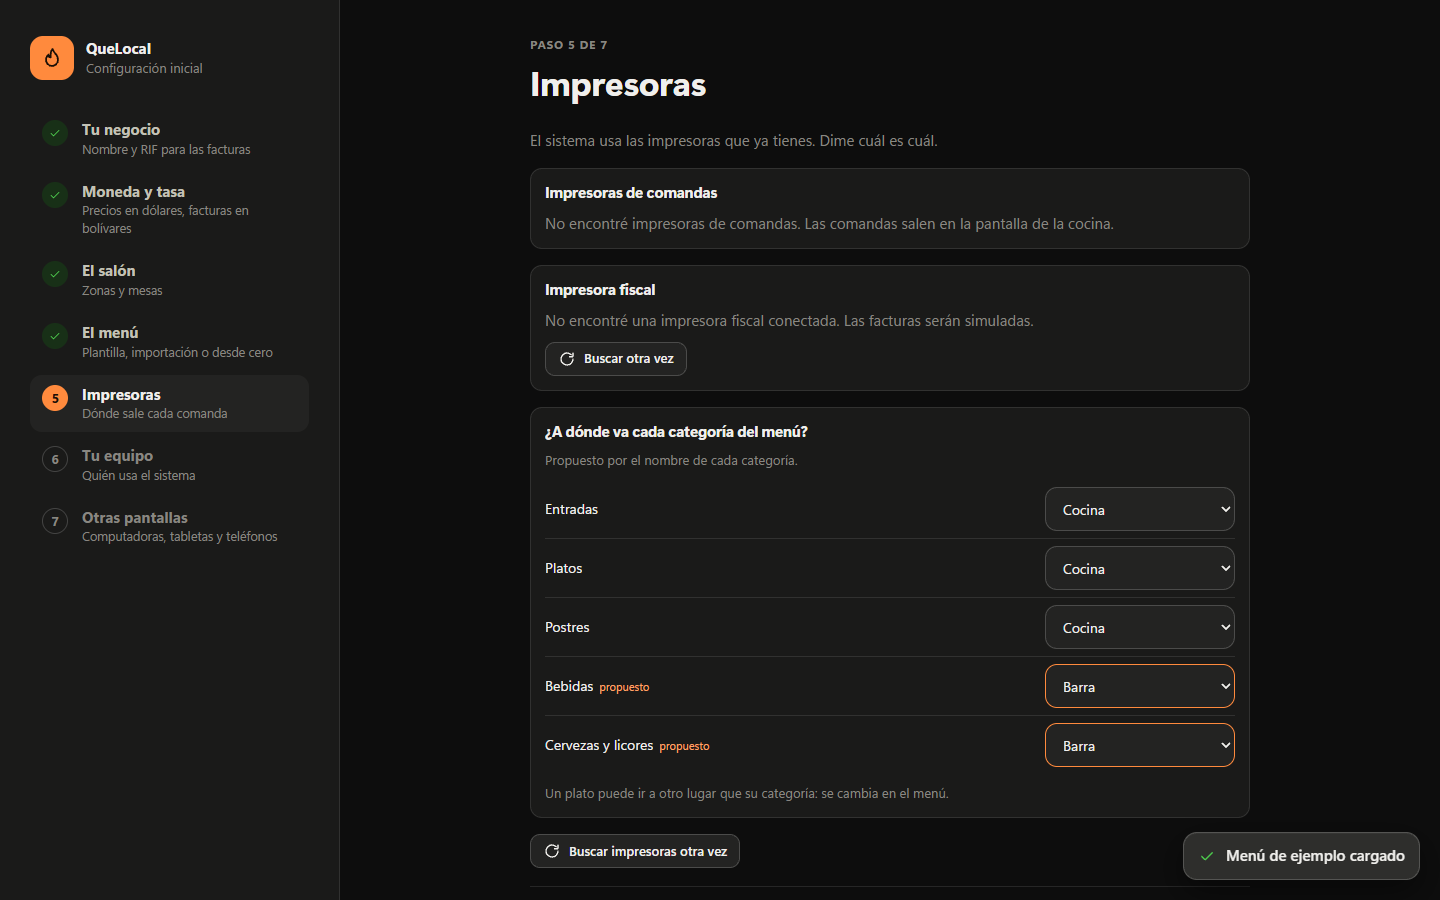 QueLocal
Configuración inicial
Tu negocio
Nombre y RIF para las facturas
Moneda y tasa
Precios en dólares, facturas en
bolívares
El salón
Zonas y mesas
El menú
Plantilla, importación o desde cero
5
Impresoras
Dónde sale cada comanda
6
Tu equipo
Quién usa el sistema
7
Otras pantallas
Computadoras, tabletas y teléfonos
PASO 5 DE 7
Impresoras
El sistema usa las impresoras que ya tienes. Dime cuál es cuál.
Impresoras de comandas
No encontré impresoras de comandas. Las comandas salen en la pantalla de la cocina.
Impresora fiscal
No encontré una impresora fiscal conectada. Las facturas serán simuladas.
Buscar otra vez
¿A dónde va cada categoría del menú?
Propuesto por el nombre de cada categoría.
Entradas Cocina
Platos Cocina
Postres Cocina
Bebidas propuesto Barra
Cervezas y licores propuesto Barra
Un plato puede ir a otro lugar que su categoría: se cambia en el menú.
Buscar impresoras otra vez
Menú de ejemplo cargado